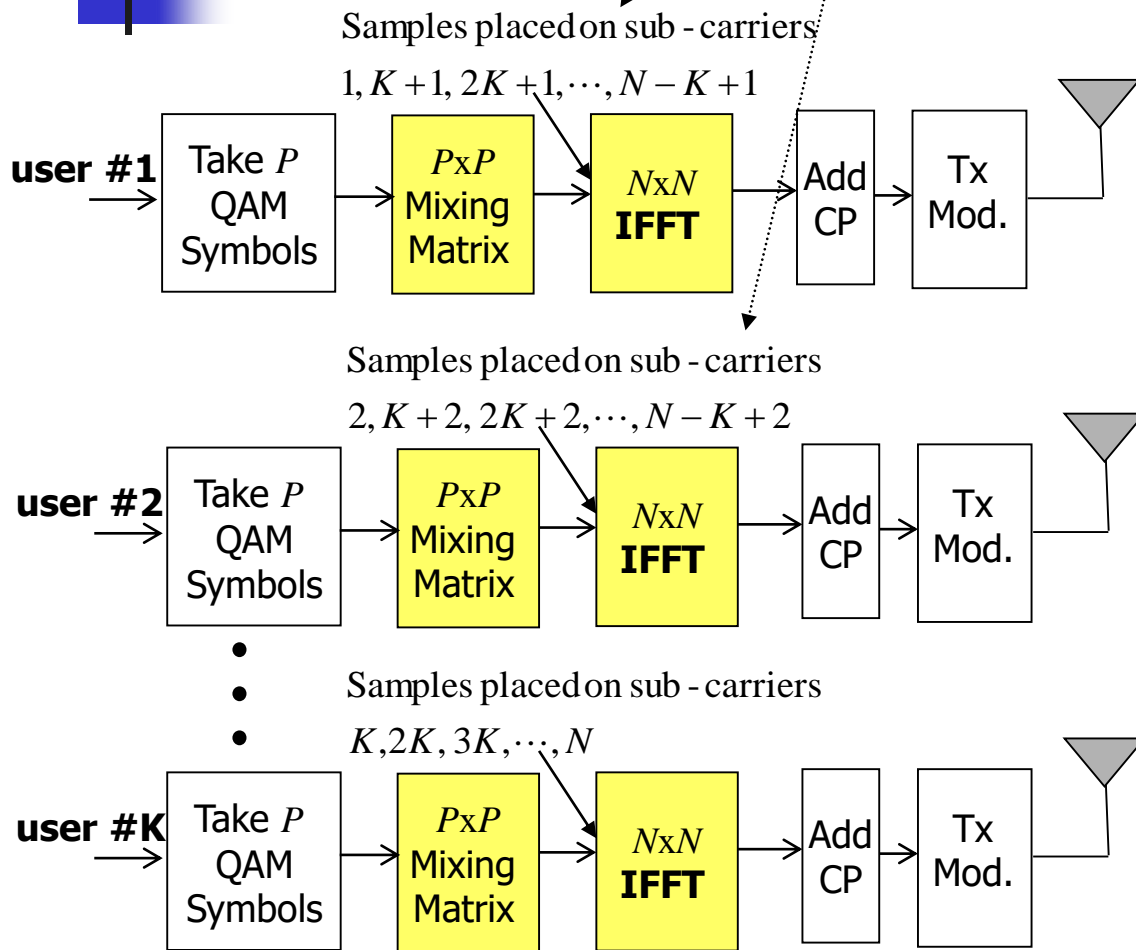 Samples placed on sub - carriers
1, K + 1, 2K + 1, ⋯, N − K + 1
user #1
Take P
QAM
Symbols
PxP
Mixing
Matrix
NxN
IFFT
Add
CP
Tx
Mod.
Samples placed on sub - carriers
2, K + 2, 2K + 2, ⋯, N − K + 2
user #2
Take P
QAM
Symbols
PxP
Mixing
Matrix
NxN
IFFT
Add
CP
Tx
Mod.
Samples placed on sub - carriers
K, 2K, 3K, ⋯, N
user #K
Take P
QAM
Symbols
PxP
Mixing
Matrix
NxN
IFFT
Add
CP
Tx
Mod.